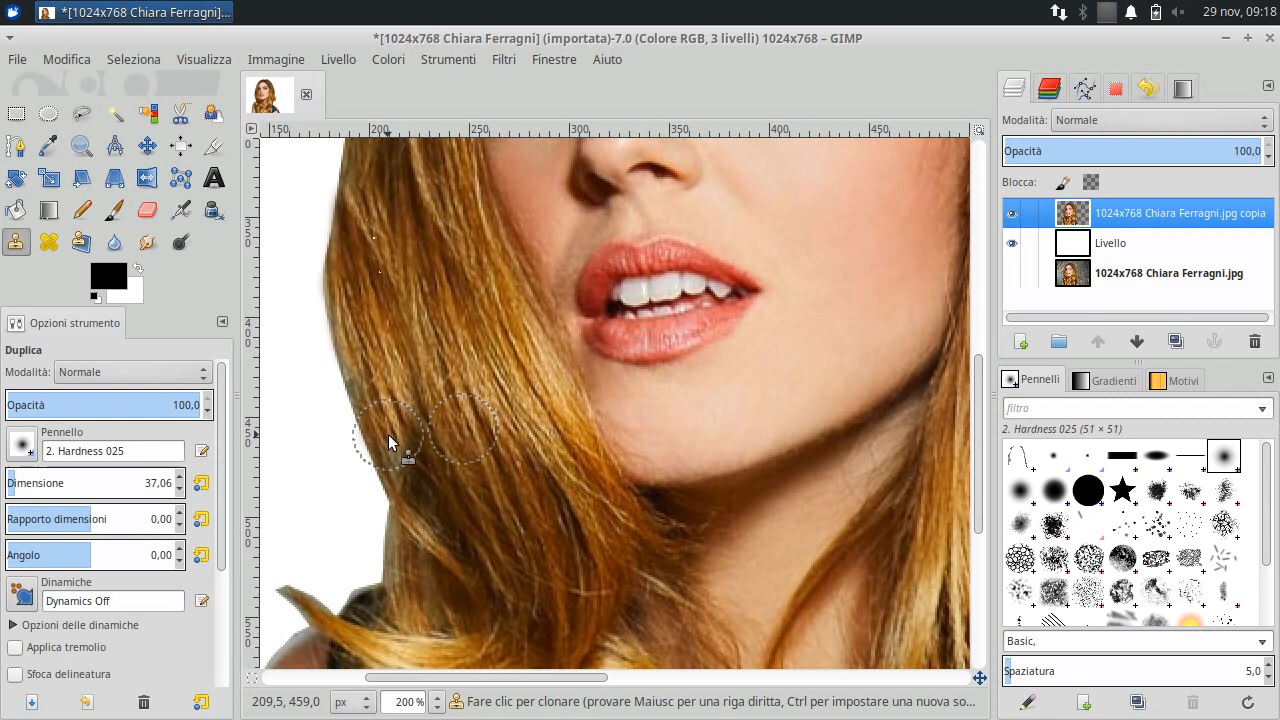 *[1024x768 Chiara Ferragni]...
29 nov, 09:18
*[1024x768 Chiara Ferragni] (importata)-7.0 (Colore RGB, 3 livelli) 1024x768 – GIMP
File Modifica Seleziona Visualizza Immagine Livello Colori Strumenti Filtri Finestre Aiuto
150 200 250 300 350 400 450
0
350
400
450
500
550
Opzioni strumento
Duplica
Modalità: Normale
Opacità 100,0
Pennello
2. Hardness 025
Dimensione 37,06
Rapporto dimensioni 0,00
Angolo 0,00
Dinamiche
Dynamics Off
Opzioni delle dinamiche
Applica tremolio
Sfoca delineatura
209,5, 459,0 px 200 % Fare clic per clonare (provare Maiusc per una riga diritta, Ctrl per impostare una nuova so...
Modalità: Normale
Opacità 100,0
Blocca:
1024x768 Chiara Ferragni.jpg copia
Livello
1024x768 Chiara Ferragni.jpg
Pennelli Gradienti Motivi
filtro
2. Hardness 025 (51 × 51)
Basic,
Spaziatura 5,0